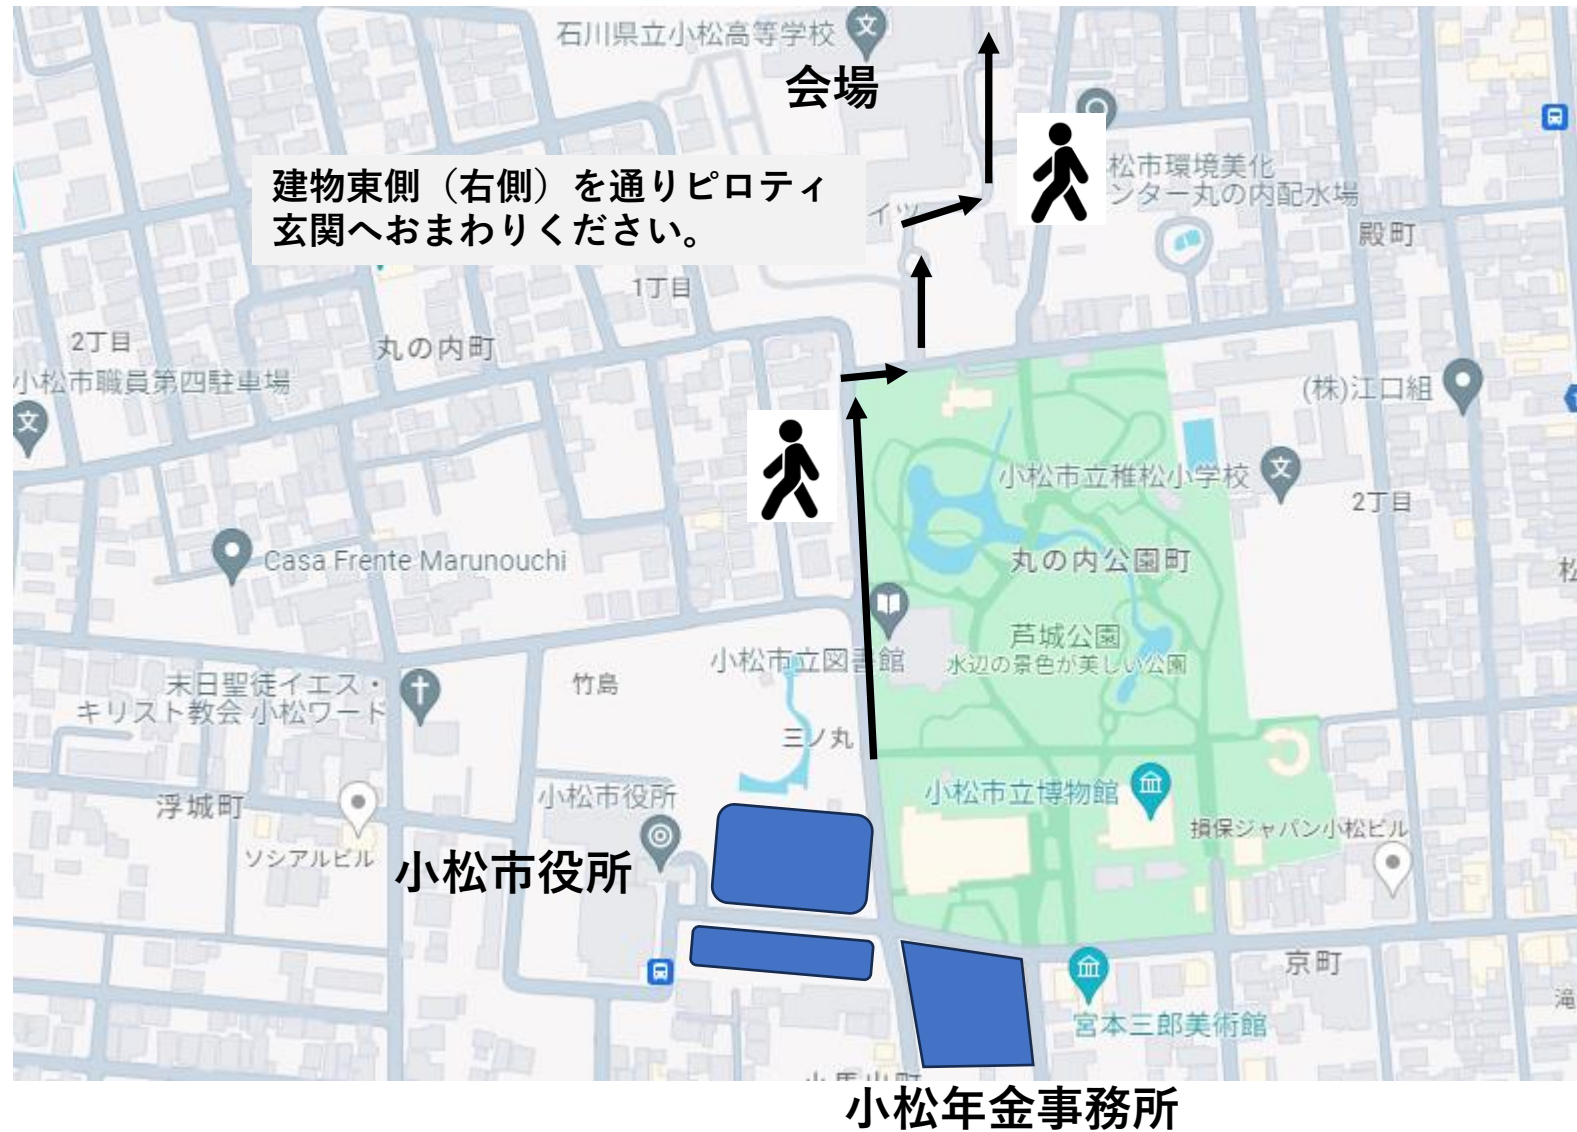 石川県立小松高等学校
会場
建物東側（右側）を通りピロティ
玄関へおまわりください。
松市環境美化
ンター丸の内配水場
イツ
殿町
1丁目
2丁目
丸の内町
小松市職員第四駐車場
(株)江口組
小松市立稚松小学校
2丁目
Casa Frente Marunouchi
丸の内公園町
松
芦城公園
水辺の景色が美しい公園
小松市立図書館
竹島
末日聖徒イエス・
キリスト教会 小松ワード
三ノ丸
小松市役所
小松市立博物館
浮城町
損保ジャパン小松ビル
ソシアルビル
小松市役所
京町
宮本三郎美術館
小松年金事務所